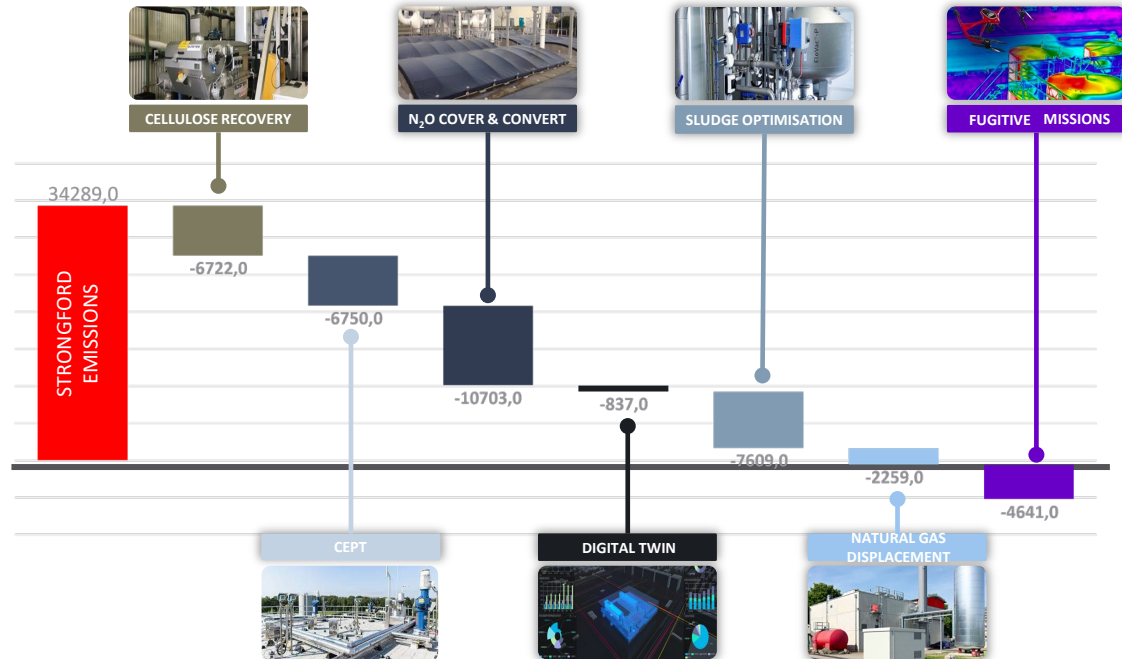 CELLULOSE RECOVERY
N₂O COVER & CONVERT
SLUDGE OPTIMISATION
FUGITIVE MISSIONS
34289,0
STRONGFORD
EMISSIONS
-6722,0
-6750,0
-10703,0
-837,0
-7609,0
-2259,0
-4641,0
CEPT
DIGITAL TWIN
NATURAL GAS
DISPLACEMENT